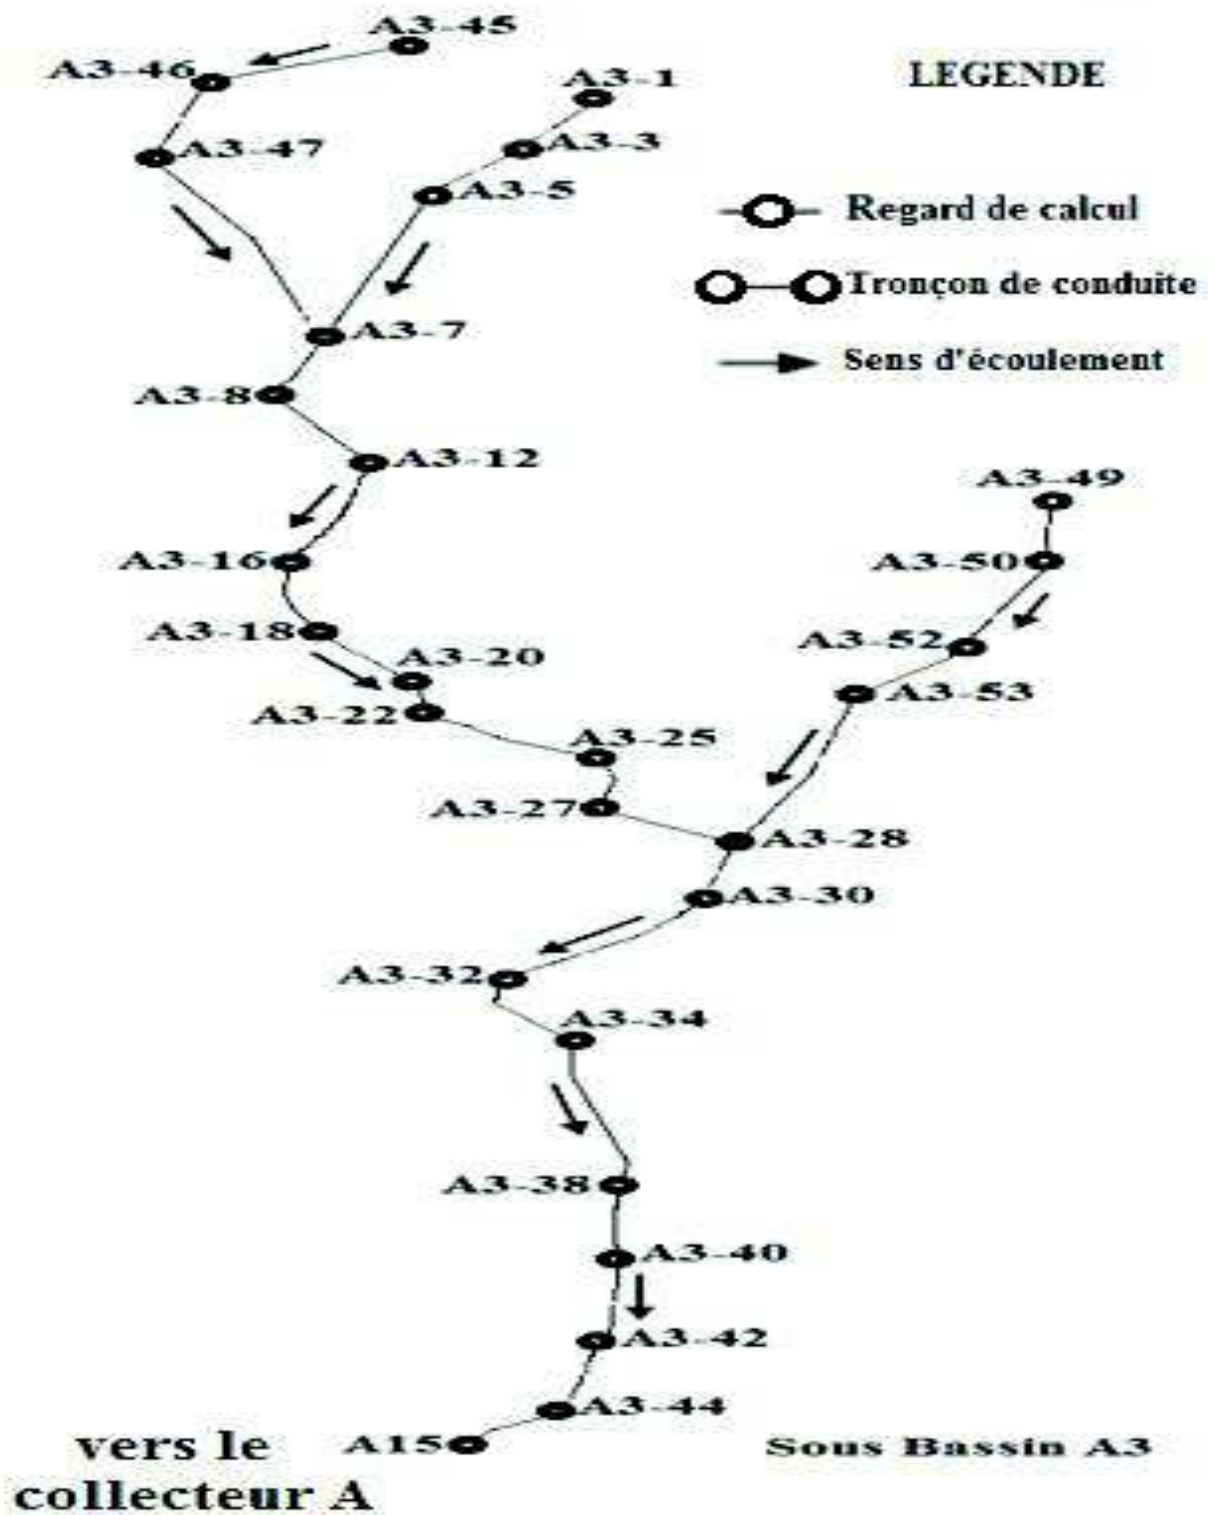 A3-45
A3-46
A3-1
LEGENDE
A3-47
A3-3
A3-5
Regard de calcul
Tronçon de conduite
A3-7
Sens d'écoulement
A3-8
A3-12
A3-49
A3-16
A3-50
A3-18
A3-52
A3-20
A3-53
A3-22
A3-25
A3-27
A3-28
A3-30
A3-32
A3-34
A3-38
A3-40
A3-42
A3-44
vers le
collecteur A
A15
Sous Bassin A3